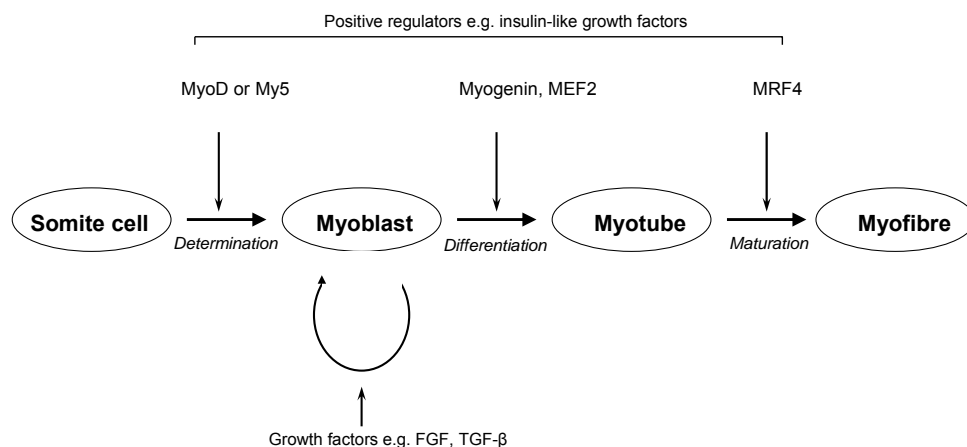 Positive regulators e.g. insulin-like growth factors
MyoD or My5
Myogenin, MEF2
MRF4
Somite cell
Determination
Myoblast
Differentiation
Myotube
Maturation
Myofibre
Growth factors e.g. FGF, TGF-β